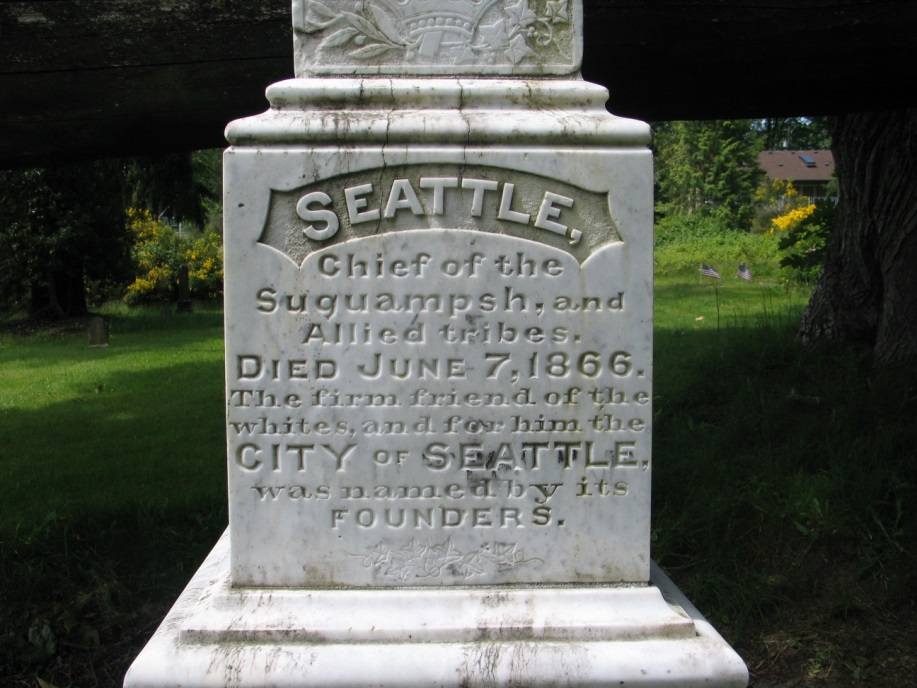 SEATTLE,
Chief of the
Suguampsh, and
Allied tribes.
DIED JUNE 7, 1866.
The firm friend of the
whites, and for him the
CITY OF SEATTLE,
was named by its
FOUNDERS.